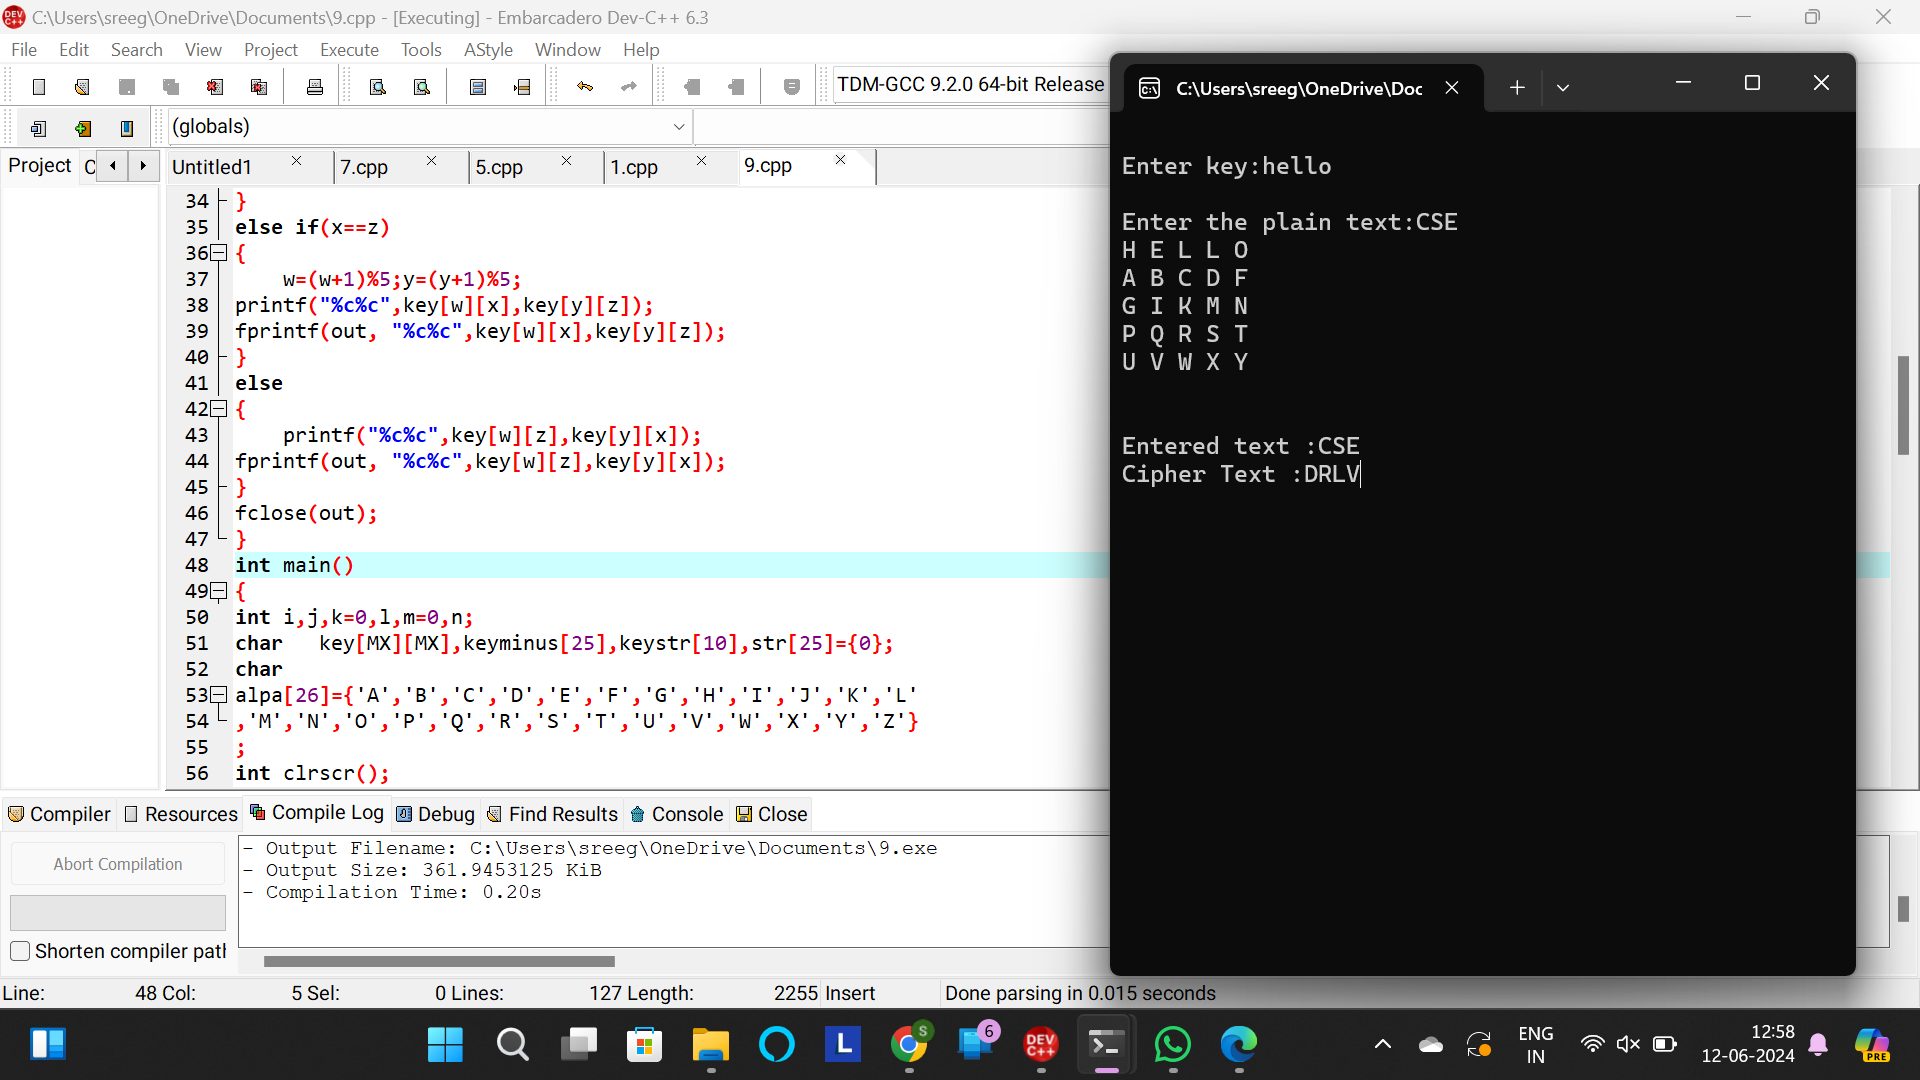 C:\Users\sreeg\OneDrive\Documents\9.cpp - [Executing] - Embarcadero Dev-C++ 6.3
File Edit Search View Project Execute Tools AStyle Window Help
TDM-GCC 9.2.0 64-bit Release
(globals)
Project C
Untitled1 7.cpp 5.cpp 1.cpp 9.cpp
34 }
35 else if(x==z)
36 {
37 w=(w+1)%5;y=(y+1)%5;
38 printf("%c%c",key[w][x],key[y][z]);
39 fprintf(out, "%c%c",key[w][x],key[y][z]);
40 }
41 else
42 {
43 printf("%c%c",key[w][z],key[y][x]);
44 fprintf(out, "%c%c",key[w][z],key[y][x]);
45 }
46 fclose(out);
47 }
48 int main()
49 {
50 int i,j,k=0,l,m=0,n;
51 char key[MX][MX],keyminus[25],keystr[10],str[25]={0};
52 char
53 alpa[26]={'A','B','C','D','E','F','G','H','I','J','K','L'
54 ,'M','N','O','P','Q','R','S','T','U','V','W','X','Y','Z'}
55 ;
56 int clrscr();
C:\Users\sreeg\OneDrive\Doc
Enter key:hello
Enter the plain text:CSE
H E L L O
A B C D F
G I K M N
P Q R S T
U V W X Y
Entered text :CSE
Cipher Text :DRLV
Compiler Resources Compile Log Debug Find Results Console Close
Abort Compilation
Shorten compiler path
- Output Filename: C:\Users\sreeg\OneDrive\Documents\9.exe
- Output Size: 361.9453125 KiB
- Compilation Time: 0.20s
Line: 48 Col: 5 Sel: 0 Lines: 127 Length: 2255 Insert Done parsing in 0.015 seconds
L
S
6
DEV C++
ENG
IN
12:58
12-06-2024
PRE